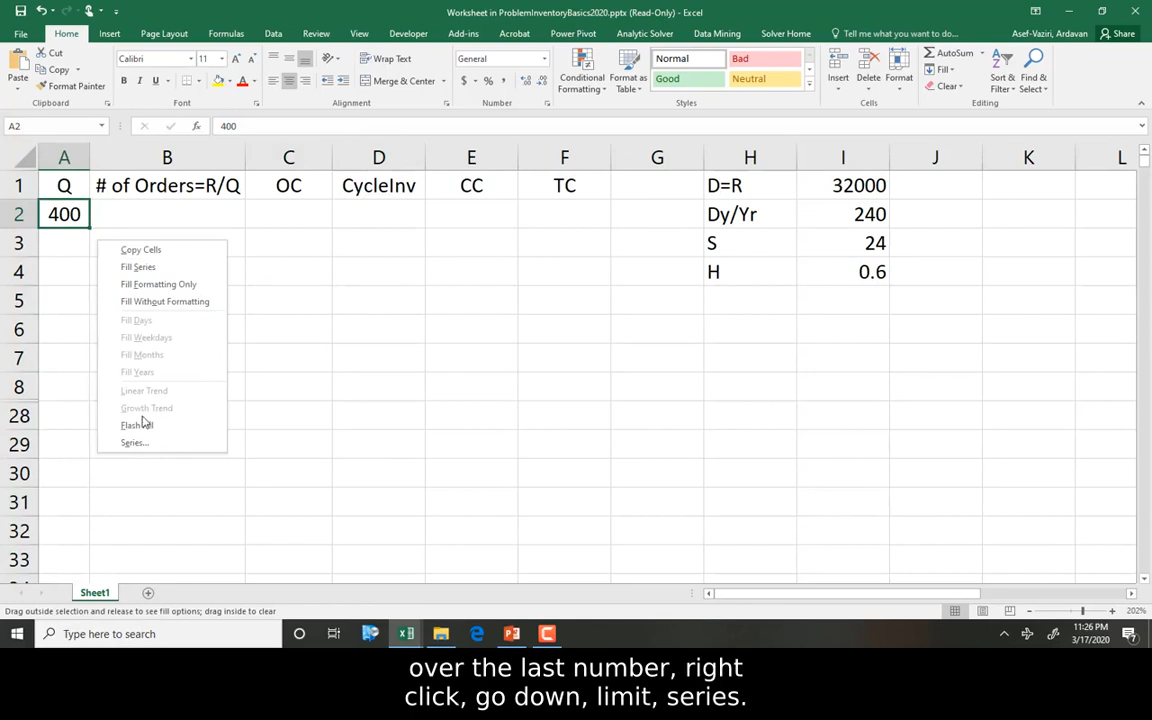 Worksheet in ProblemInventoryBasics2020.pptx (Read-Only) - Excel
File Home Insert Page Layout Formulas Data Review View Developer Add-ins Acrobat Power Pivot Analytic Solver Data Mining Solver Home Tell me what you want to do... Asef-Vaziri, Ardavan Share
Paste Cut Copy Format Painter
Calibri 11 A A B I U A
Wrap Text
Merge & Center
General
$ % ,
Conditional Formatting Format as Table
Normal Bad
Good Neutral
Insert Delete Format
AutoSum
Fill
Clear
Sort & Filter Find & Select
Clipboard Font Alignment Number Styles Cells Editing
A2 fx 400
A B C D E F G H I J K L
1 Q # of Orders=R/Q OC CycleInv CC TC D=R 32000
2 400 Dy/Yr 240
3 S 24
4 H 0.6
5
6
7
8
28
29
30
31
32
33
Copy Cells
Fill Series
Fill Formatting Only
Fill Without Formatting
Fill Days
Fill Weekdays
Fill Months
Fill Years
Linear Trend
Growth Trend
Series...
Sheet1
Drag outside selection and release to see fill options; drag inside to clear 202%
Type here to search
11:26 PM
3/17/2020
over the last number, right
click, go down, limit, series.